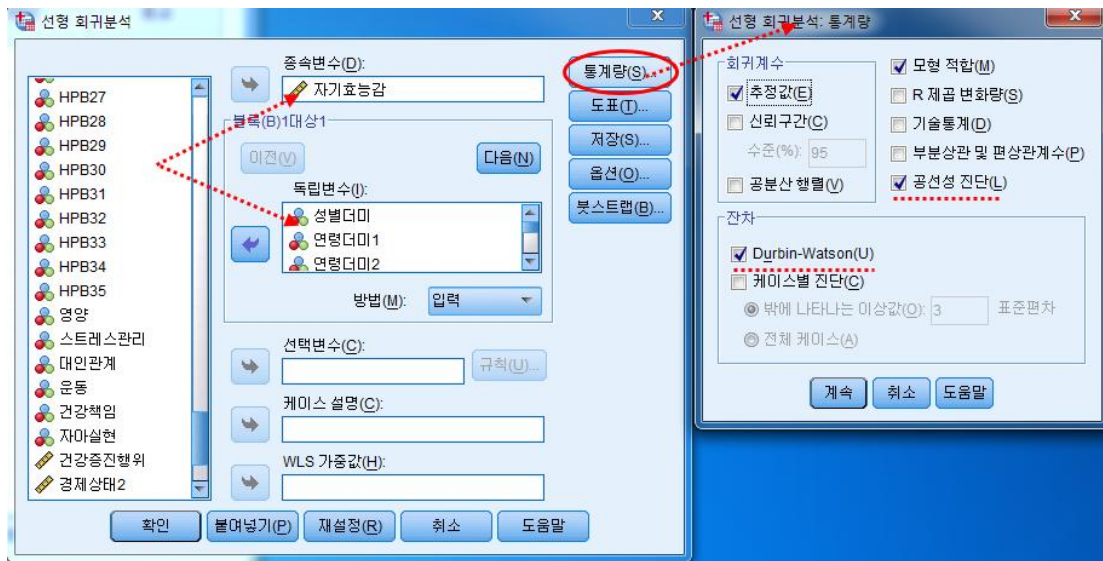 선형 회귀분석
HPB27
HPB28
HPB29
HPB30
HPB31
HPB32
HPB33
HPB34
HPB35
영양
스트레스관리
대인관계
운동
건강책임
자아실현
건강증진행위
경제상태2
종속변수(D):
자기효능감
블록(B)1대상1
이전(V)
다음(N)
독립변수(I):
성별더미
연령더미1
연령더미2
방법(M): 입력
선택변수(C):
규칙(U)...
케이스 설명(C):
WLS 가중값(H):
통계량(S)...
도표(T)...
저장(S)...
옵션(O)...
붓스트랩(B)...
확인 붙여넣기(P) 재설정(R) 취소 도움말
선형 회귀분석: 통계량
회귀계수
추정값(E)
신뢰구간(C)
수준(%): 95
공분산 행렬(V)
모형 적합(M)
R 제곱 변화량(S)
기술통계(D)
부분상관 및 편상관계수(P)
공선성 진단(L)
잔차
Durbin-Watson(U)
케이스별 진단(C)
밖에 나타나는 이상값(O): 3 표준편차
전체 케이스(A)
계속 취소 도움말